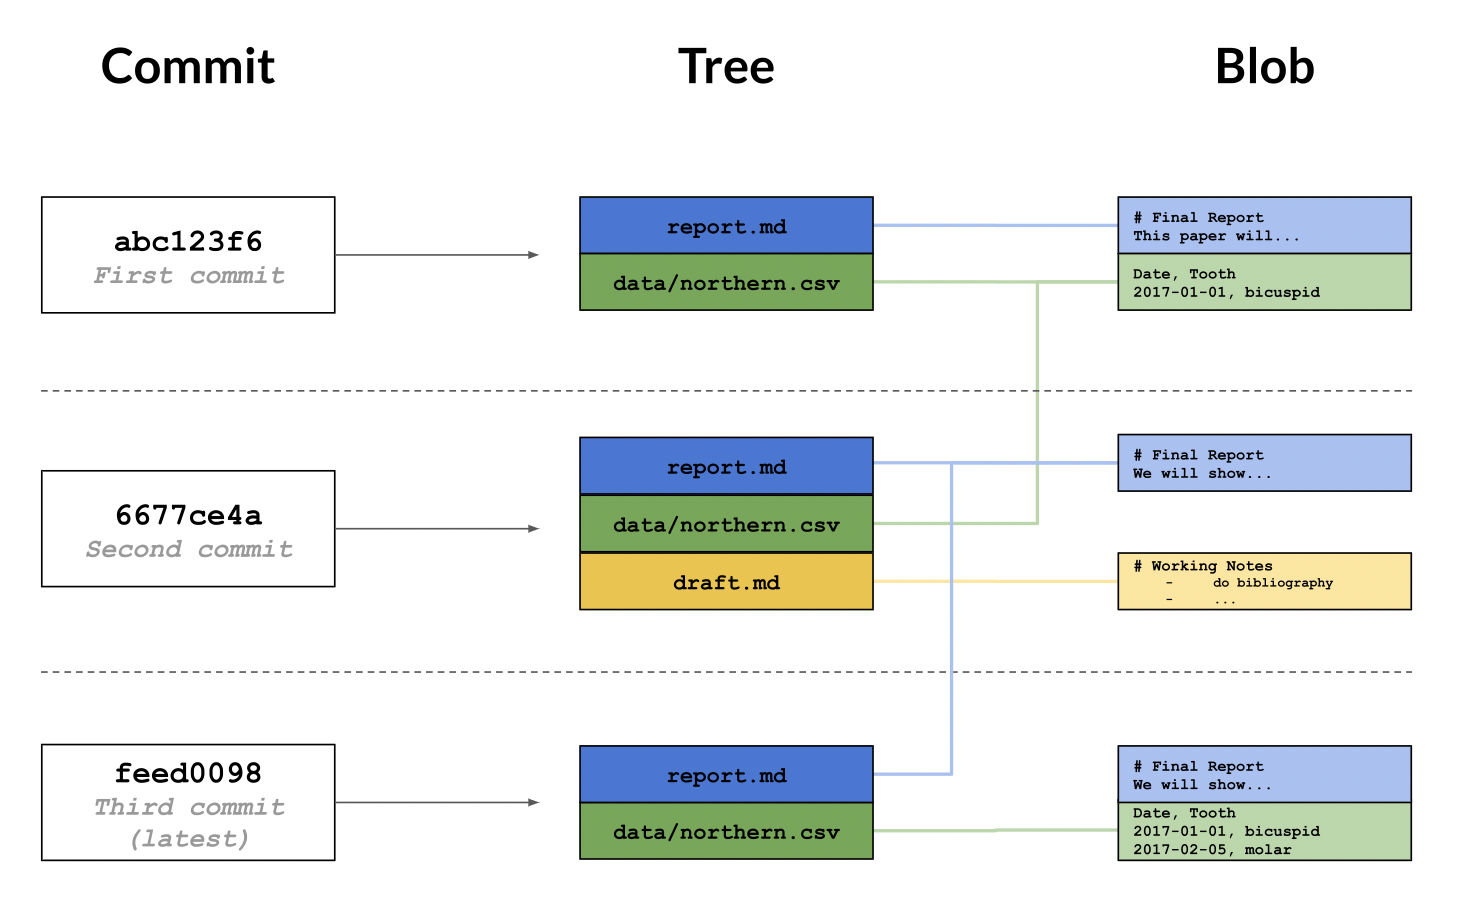 Commit
Tree
Blob
abc123f6
First commit
report.md
data/northern.csv
# Final Report
This paper will...
Date, Tooth
2017-01-01, bicuspid
6677ce4a
Second commit
report.md
data/northern.csv
draft.md
# Final Report
We will show...
# Working Notes
- do bibliography
- ...
feed0098
Third commit
(latest)
report.md
data/northern.csv
# Final Report
We will show...
Date, Tooth
2017-01-01, bicuspid
2017-02-05, molar